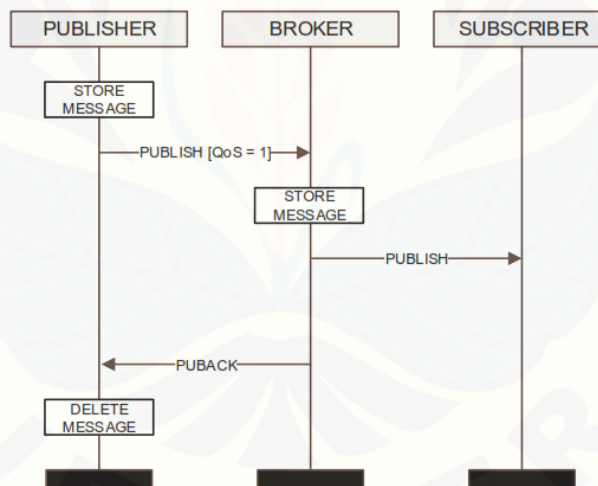 PUBLISHER
BROKER
SUBSCRIBER
STORE
MESSAGE
PUBLISH [QoS = 1]
STORE
MESSAGE
PUBLISH
PUBACK
DELETE
MESSAGE